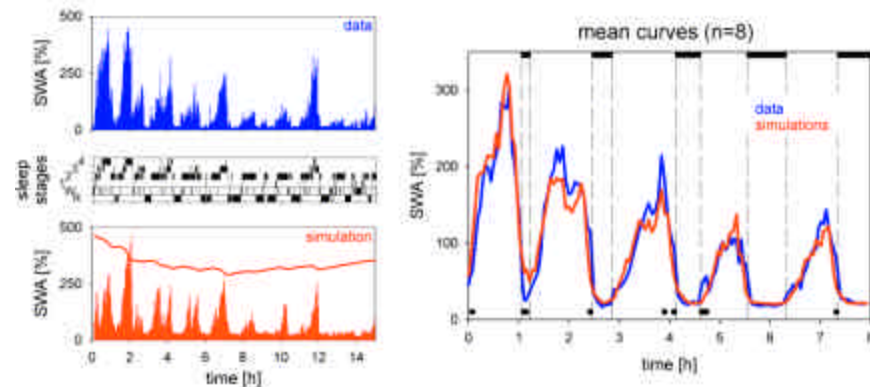 500
data
SWA [%]
250
0
sleep
stages
500
simulation
SWA [%]
250
0
0 2 4 6 8 10 12 14
time [h]
mean curves (n=8)
300
data
simulations
200
SWA [%]
100
0
0 1 2 3 4 5 6 7 8
time [h]